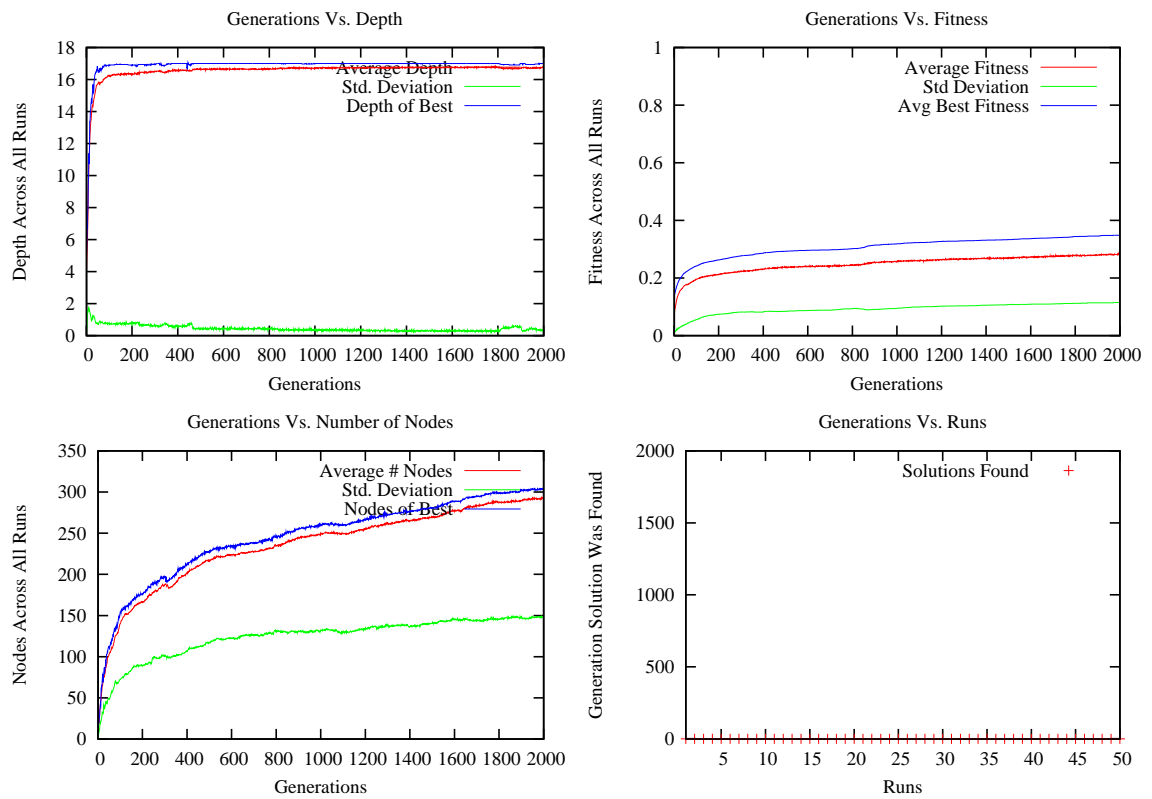 Generations Vs. Depth
Depth Across All Runs
18
16
14
12
10
8
6
4
2
0
Average Depth
Std. Deviation
Depth of Best
0 200 400 600 800 1000 1200 1400 1600 1800 2000
Generations
Generations Vs. Fitness
Fitness Across All Runs
1
0.8
0.6
0.4
0.2
0
Average Fitness
Std Deviation
Avg Best Fitness
0 200 400 600 800 1000 1200 1400 1600 1800 2000
Generations
Generations Vs. Number of Nodes
Nodes Across All Runs
350
300
250
200
150
100
50
0
Average # Nodes
Std. Deviation
Nodes of Best
0 200 400 600 800 1000 1200 1400 1600 1800 2000
Generations
Generations Vs. Runs
Generation Solution Was Found
2000
1500
1000
500
0
Solutions Found
5 10 15 20 25 30 35 40 45 50
Runs